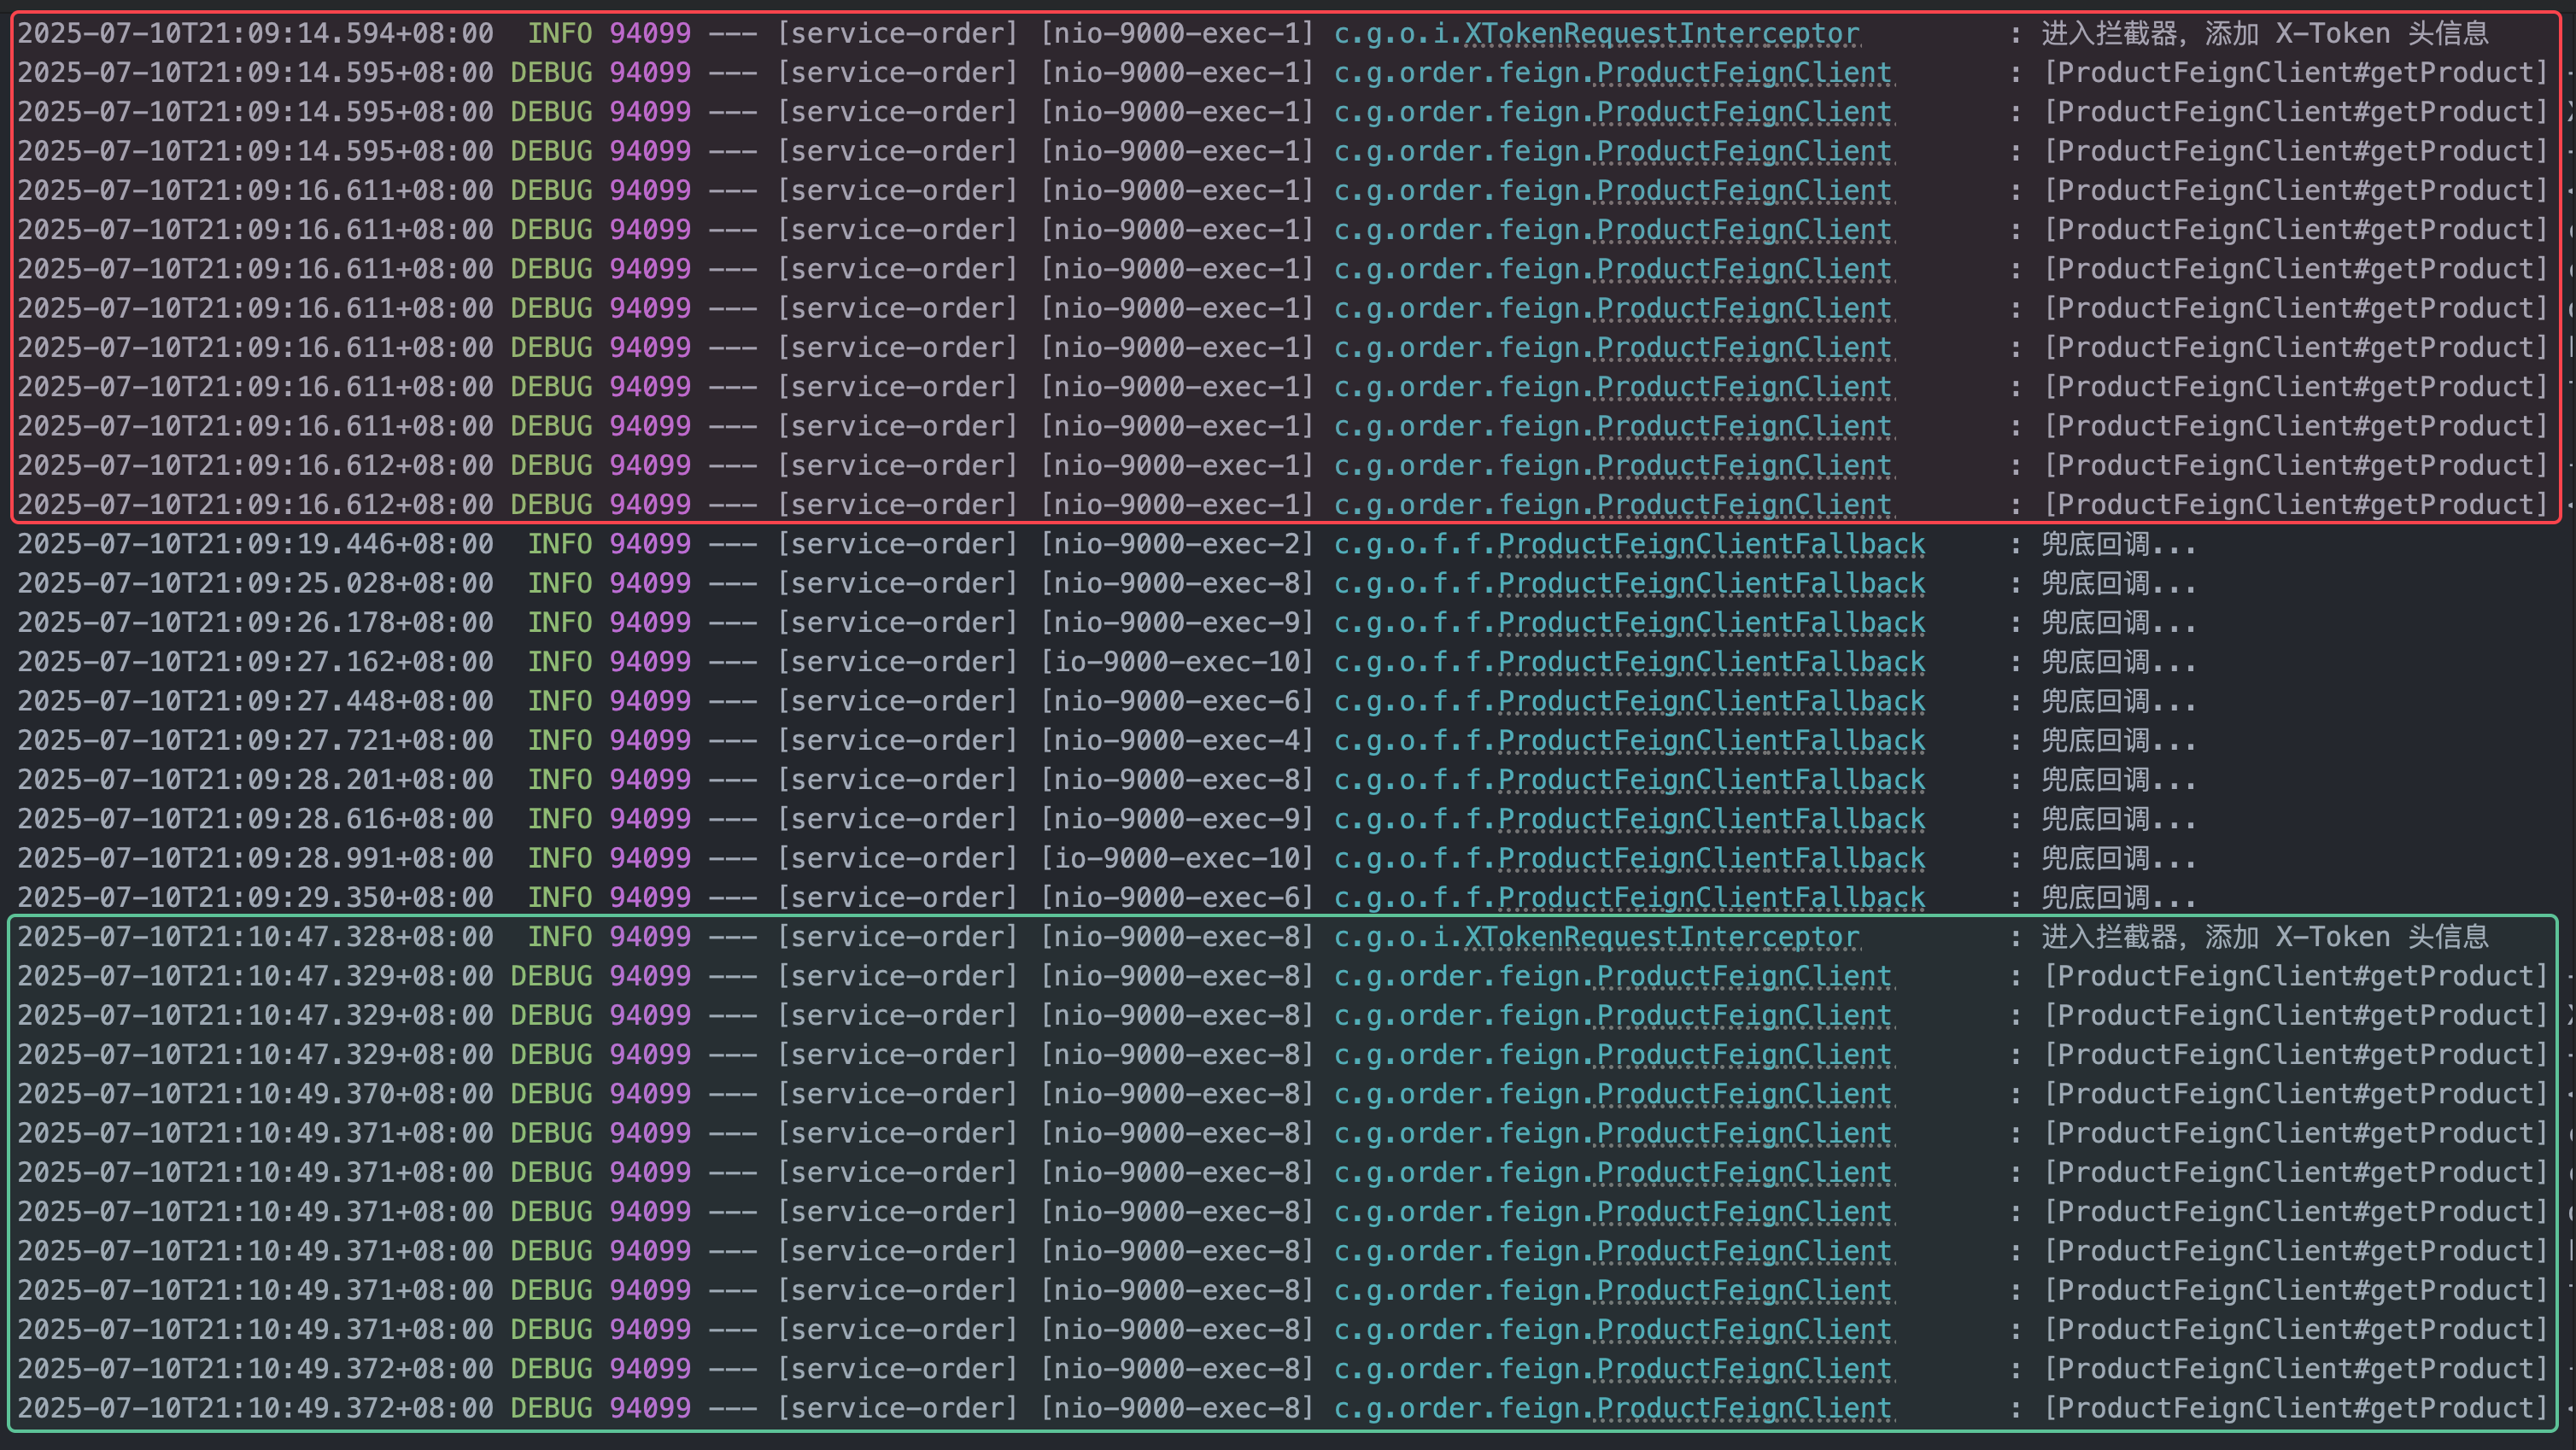 2025-07-10T21:09:14.594+08:00  INFO 94099 --- [service-order] [nio-9000-exec-1] c.g.o.i.XTokenRequestInterceptor         : 进入拦截器，添加 X-Token 头信息
2025-07-10T21:09:14.595+08:00 DEBUG 94099 --- [service-order] [nio-9000-exec-1] c.g.order.feign.ProductFeignClient       : [ProductFeignClient#getProduct]
2025-07-10T21:09:14.595+08:00 DEBUG 94099 --- [service-order] [nio-9000-exec-1] c.g.order.feign.ProductFeignClient       : [ProductFeignClient#getProduct]
2025-07-10T21:09:14.595+08:00 DEBUG 94099 --- [service-order] [nio-9000-exec-1] c.g.order.feign.ProductFeignClient       : [ProductFeignClient#getProduct]
2025-07-10T21:09:16.611+08:00 DEBUG 94099 --- [service-order] [nio-9000-exec-1] c.g.order.feign.ProductFeignClient       : [ProductFeignClient#getProduct]
2025-07-10T21:09:16.611+08:00 DEBUG 94099 --- [service-order] [nio-9000-exec-1] c.g.order.feign.ProductFeignClient       : [ProductFeignClient#getProduct]
2025-07-10T21:09:16.611+08:00 DEBUG 94099 --- [service-order] [nio-9000-exec-1] c.g.order.feign.ProductFeignClient       : [ProductFeignClient#getProduct]
2025-07-10T21:09:16.611+08:00 DEBUG 94099 --- [service-order] [nio-9000-exec-1] c.g.order.feign.ProductFeignClient       : [ProductFeignClient#getProduct]
2025-07-10T21:09:16.611+08:00 DEBUG 94099 --- [service-order] [nio-9000-exec-1] c.g.order.feign.ProductFeignClient       : [ProductFeignClient#getProduct]
2025-07-10T21:09:16.611+08:00 DEBUG 94099 --- [service-order] [nio-9000-exec-1] c.g.order.feign.ProductFeignClient       : [ProductFeignClient#getProduct]
2025-07-10T21:09:16.611+08:00 DEBUG 94099 --- [service-order] [nio-9000-exec-1] c.g.order.feign.ProductFeignClient       : [ProductFeignClient#getProduct]
2025-07-10T21:09:16.612+08:00 DEBUG 94099 --- [service-order] [nio-9000-exec-1] c.g.order.feign.ProductFeignClient       : [ProductFeignClient#getProduct]
2025-07-10T21:09:16.612+08:00 DEBUG 94099 --- [service-order] [nio-9000-exec-1] c.g.order.feign.ProductFeignClient       : [ProductFeignClient#getProduct]
2025-07-10T21:09:19.446+08:00  INFO 94099 --- [service-order] [nio-9000-exec-2] c.g.o.f.f.ProductFeignClientFallback     : 兜底回调...
2025-07-10T21:09:25.028+08:00  INFO 94099 --- [service-order] [nio-9000-exec-8] c.g.o.f.f.ProductFeignClientFallback     : 兜底回调...
2025-07-10T21:09:26.178+08:00  INFO 94099 --- [service-order] [nio-9000-exec-9] c.g.o.f.f.ProductFeignClientFallback     : 兜底回调...
2025-07-10T21:09:27.162+08:00  INFO 94099 --- [service-order] [io-9000-exec-10] c.g.o.f.f.ProductFeignClientFallback     : 兜底回调...
2025-07-10T21:09:27.448+08:00  INFO 94099 --- [service-order] [nio-9000-exec-6] c.g.o.f.f.ProductFeignClientFallback     : 兜底回调...
2025-07-10T21:09:27.721+08:00  INFO 94099 --- [service-order] [nio-9000-exec-4] c.g.o.f.f.ProductFeignClientFallback     : 兜底回调...
2025-07-10T21:09:28.201+08:00  INFO 94099 --- [service-order] [nio-9000-exec-8] c.g.o.f.f.ProductFeignClientFallback     : 兜底回调...
2025-07-10T21:09:28.616+08:00  INFO 94099 --- [service-order] [nio-9000-exec-9] c.g.o.f.f.ProductFeignClientFallback     : 兜底回调...
2025-07-10T21:09:28.991+08:00  INFO 94099 --- [service-order] [io-9000-exec-10] c.g.o.f.f.ProductFeignClientFallback     : 兜底回调...
2025-07-10T21:09:29.350+08:00  INFO 94099 --- [service-order] [nio-9000-exec-6] c.g.o.f.f.ProductFeignClientFallback     : 兜底回调...
2025-07-10T21:10:47.328+08:00  INFO 94099 --- [service-order] [nio-9000-exec-8] c.g.o.i.XTokenRequestInterceptor         : 进入拦截器，添加 X-Token 头信息
2025-07-10T21:10:47.329+08:00 DEBUG 94099 --- [service-order] [nio-9000-exec-8] c.g.order.feign.ProductFeignClient       : [ProductFeignClient#getProduct]
2025-07-10T21:10:47.329+08:00 DEBUG 94099 --- [service-order] [nio-9000-exec-8] c.g.order.feign.ProductFeignClient       : [ProductFeignClient#getProduct]
2025-07-10T21:10:47.329+08:00 DEBUG 94099 --- [service-order] [nio-9000-exec-8] c.g.order.feign.ProductFeignClient       : [ProductFeignClient#getProduct]
2025-07-10T21:10:49.370+08:00 DEBUG 94099 --- [service-order] [nio-9000-exec-8] c.g.order.feign.ProductFeignClient       : [ProductFeignClient#getProduct]
2025-07-10T21:10:49.371+08:00 DEBUG 94099 --- [service-order] [nio-9000-exec-8] c.g.order.feign.ProductFeignClient       : [ProductFeignClient#getProduct]
2025-07-10T21:10:49.371+08:00 DEBUG 94099 --- [service-order] [nio-9000-exec-8] c.g.order.feign.ProductFeignClient       : [ProductFeignClient#getProduct]
2025-07-10T21:10:49.371+08:00 DEBUG 94099 --- [service-order] [nio-9000-exec-8] c.g.order.feign.ProductFeignClient       : [ProductFeignClient#getProduct]
2025-07-10T21:10:49.371+08:00 DEBUG 94099 --- [service-order] [nio-9000-exec-8] c.g.order.feign.ProductFeignClient       : [ProductFeignClient#getProduct]
2025-07-10T21:10:49.371+08:00 DEBUG 94099 --- [service-order] [nio-9000-exec-8] c.g.order.feign.ProductFeignClient       : [ProductFeignClient#getProduct]
2025-07-10T21:10:49.371+08:00 DEBUG 94099 --- [service-order] [nio-9000-exec-8] c.g.order.feign.ProductFeignClient       : [ProductFeignClient#getProduct]
2025-07-10T21:10:49.372+08:00 DEBUG 94099 --- [service-order] [nio-9000-exec-8] c.g.order.feign.ProductFeignClient       : [ProductFeignClient#getProduct]
2025-07-10T21:10:49.372+08:00 DEBUG 94099 --- [service-order] [nio-9000-exec-8] c.g.order.feign.ProductFeignClient       : [ProductFeignClient#getProduct]